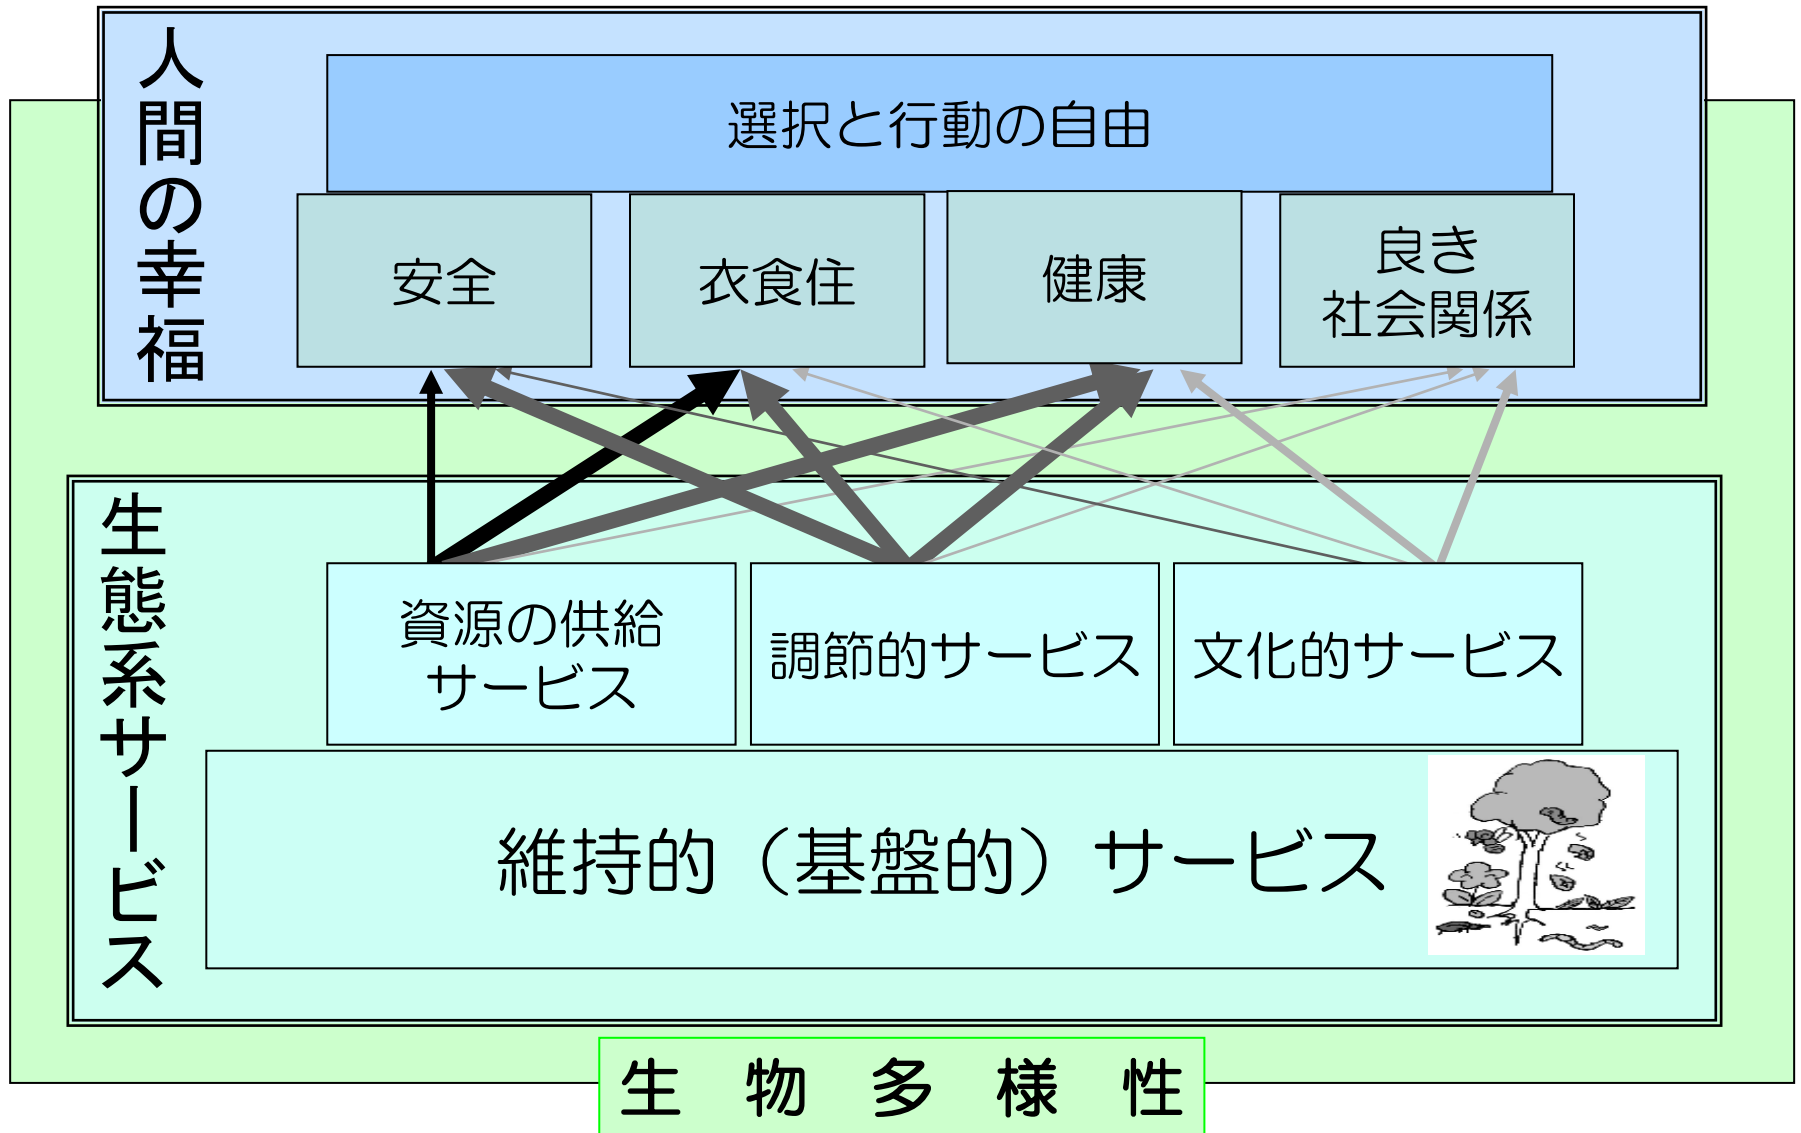 人間の幸福
選択と行動の自由
安全
衣食住
健康
良き
社会関係
生態系サービス
資源の供給
サービス
調節的サービス
文化的サービス
維持的（基盤的）サービス
生　物　多　様　性